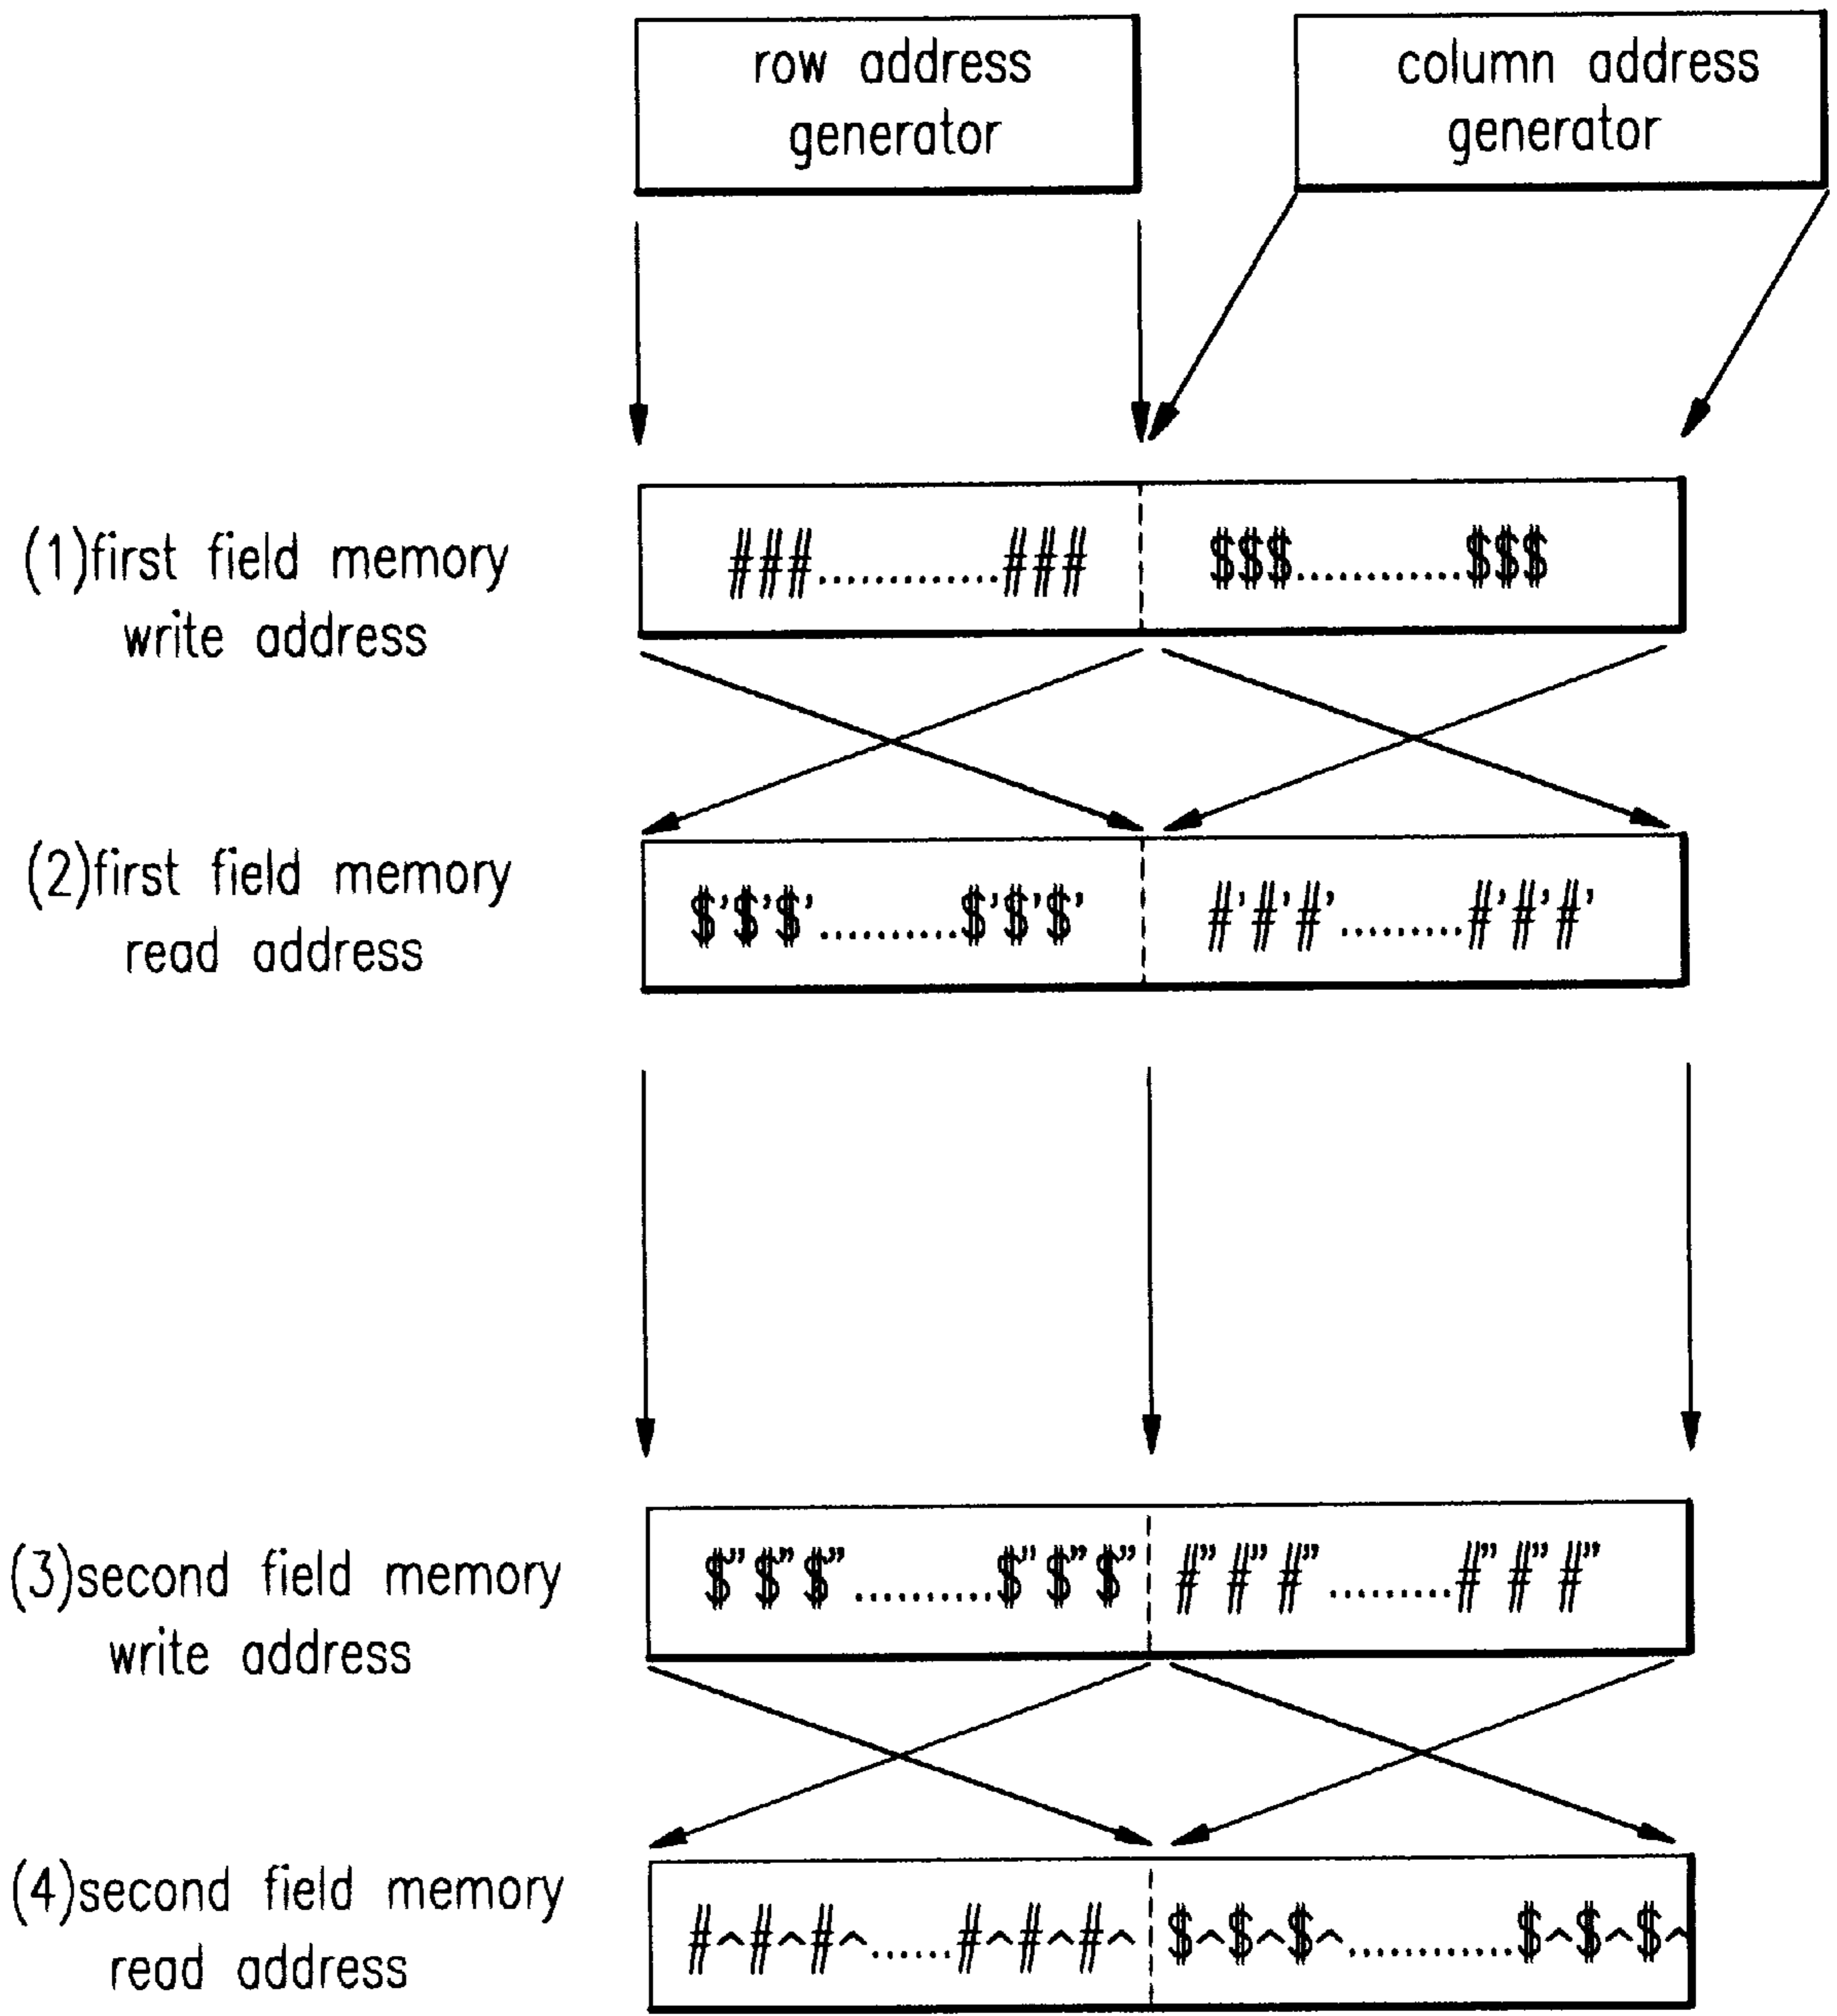 row address
generator
column address
generator
(1)first field memory
write address
###.............### $$$............$$$
(2)first field memory
read address
$'$'$'..........$'$'$' #'#'#'.........#'#'#'
(3)second field memory
write address
$"$"$"..........$"$"$" #"#"#".........#"#"#"
(4)second field memory
read address
#^#^#^......#^#^#^ $^$^$^............$^$^$^